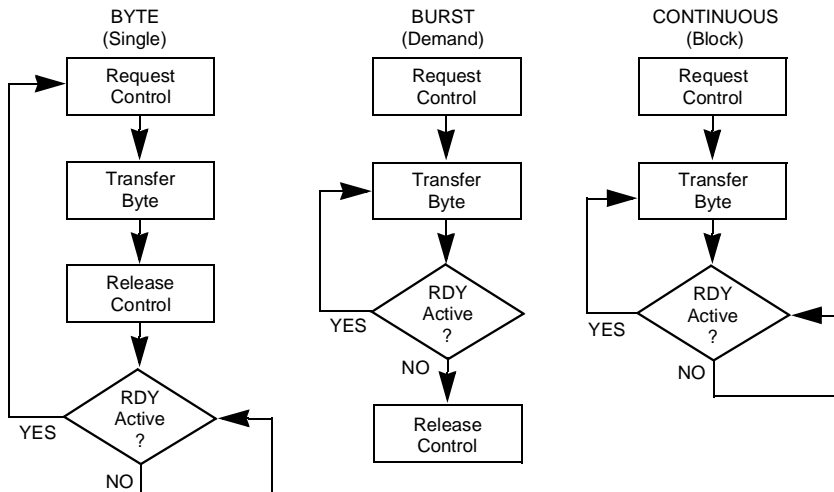 BYTE
(Single)
Request
Control
Transfer
Byte
Release
Control
RDY
Active
?
YES
NO
BURST
(Demand)
Request
Control
Transfer
Byte
RDY
Active
?
YES
NO
Release
Control
CONTINUOUS
(Block)
Request
Control
Transfer
Byte
RDY
Active
?
YES
NO